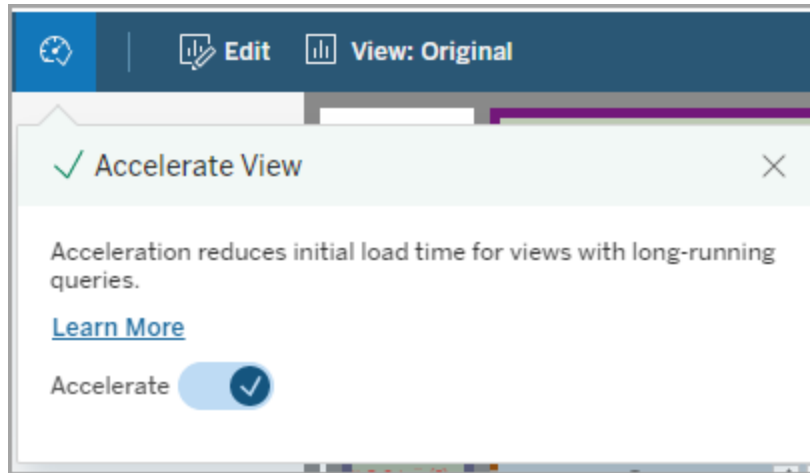 Edit View: Original
Accelerate View
Acceleration reduces initial load time for views with long-running
queries.
Learn More
Accelerate